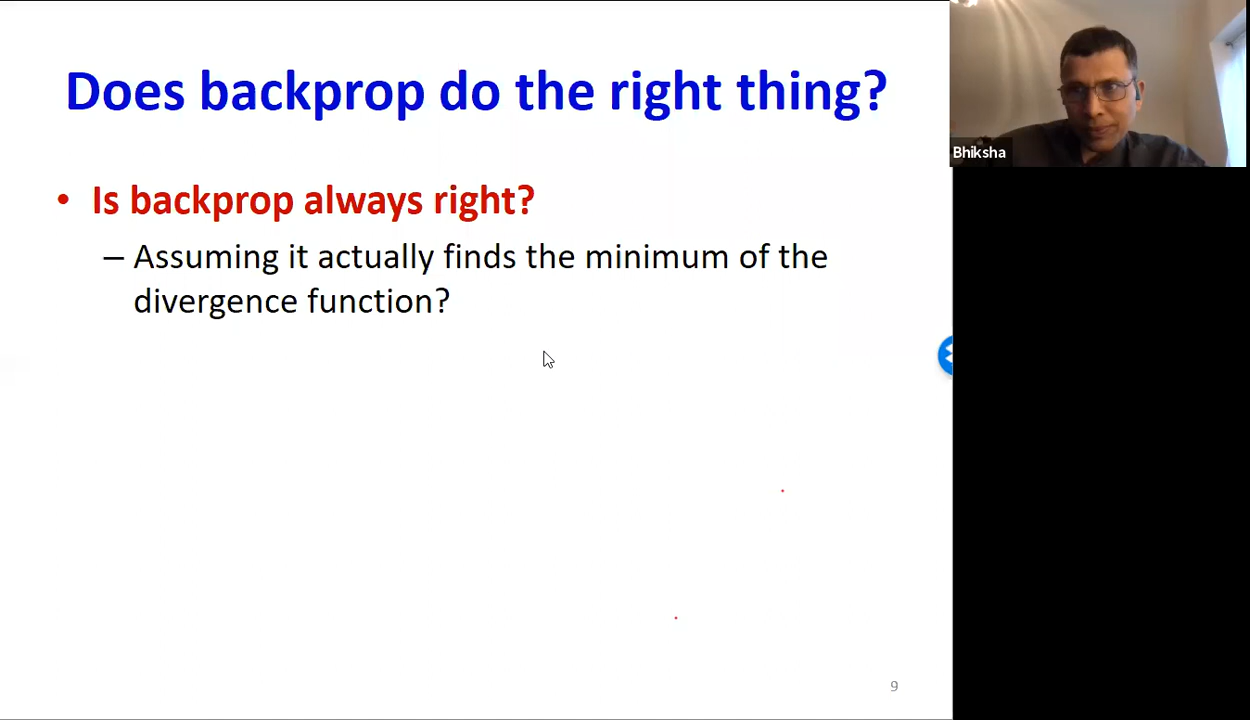 Does backprop do the right thing?
• Is backprop always right?
– Assuming it actually finds the minimum of the
divergence function?
9
Bhiksha